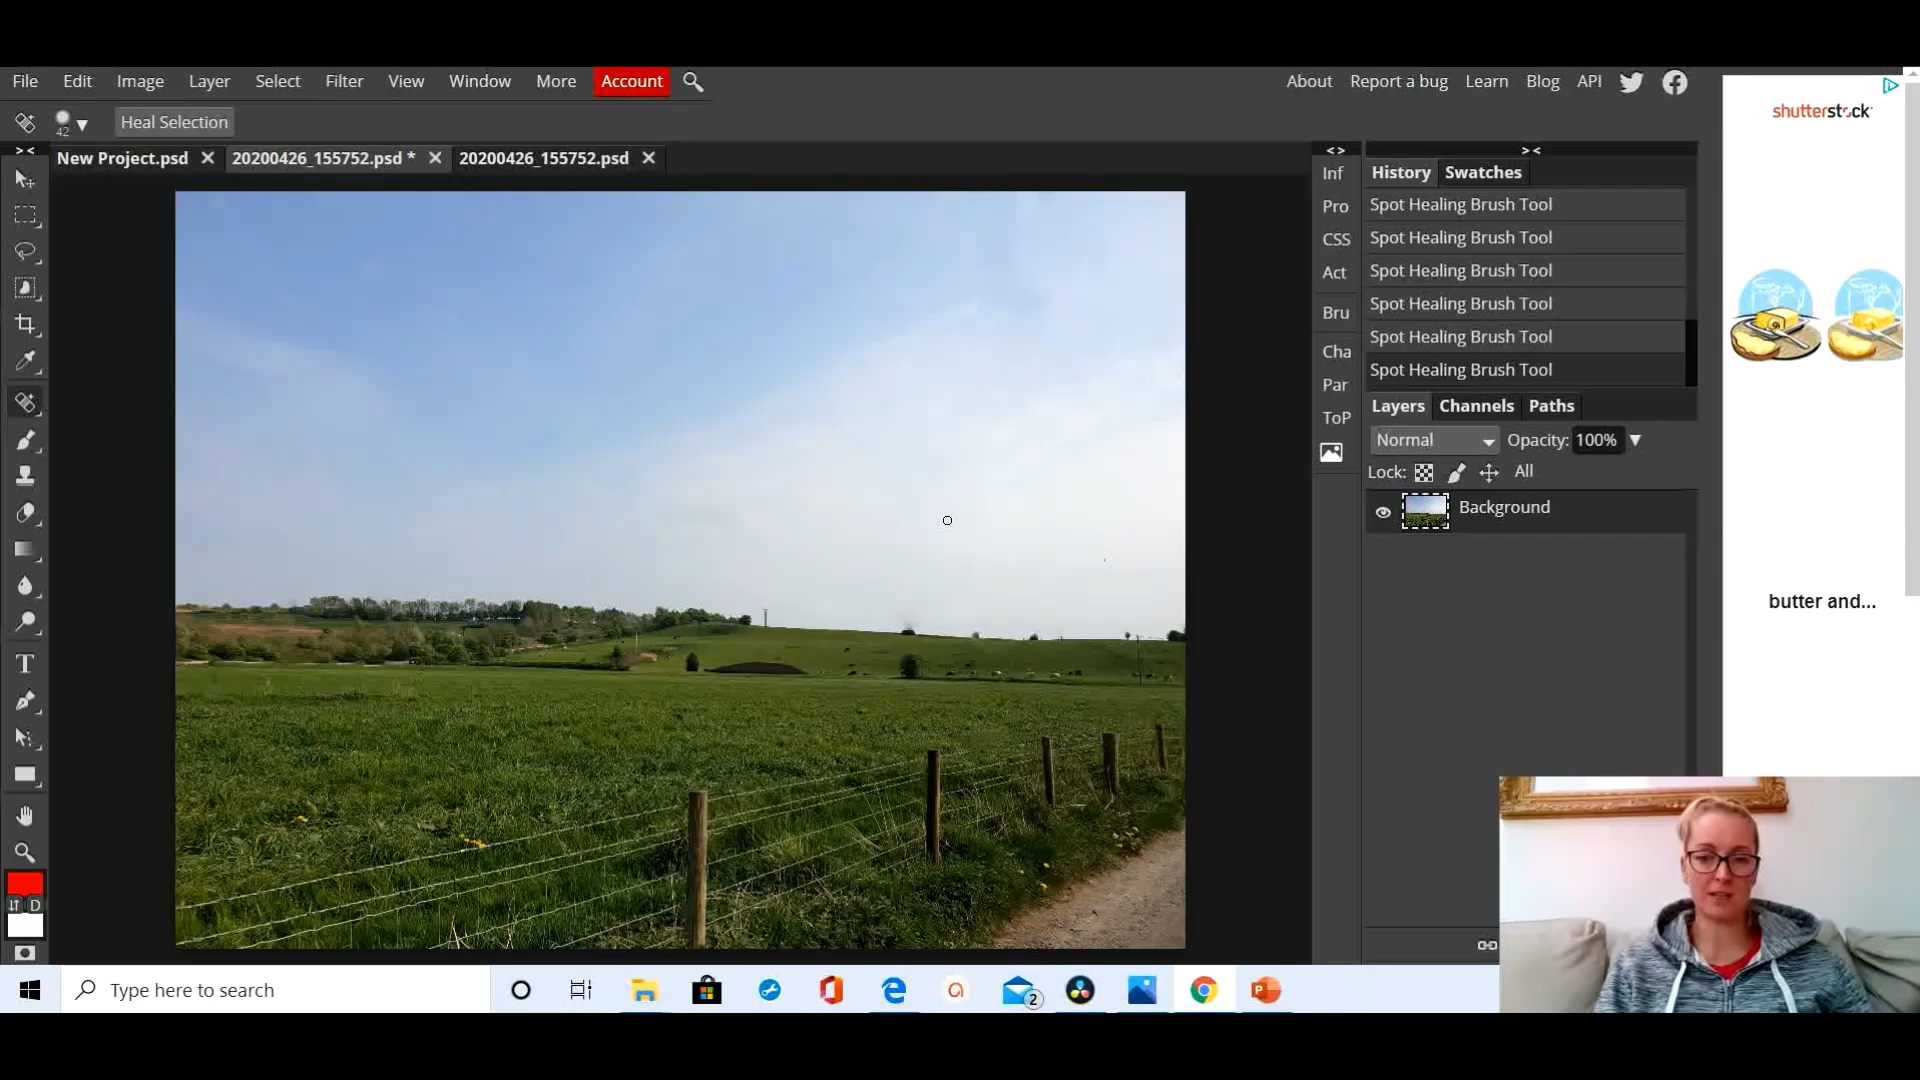 File Edit Image Layer Select Filter View Window More Account About Report a bug Learn Blog API
shutterstock
42 Heal Selection
New Project.psd 20200426_155752.psd * 20200426_155752.psd
Inf
Pro
CSS
Act
Bru
Cha
Par
ToP
History Swatches
Spot Healing Brush Tool
Spot Healing Brush Tool
Spot Healing Brush Tool
Spot Healing Brush Tool
Spot Healing Brush Tool
Spot Healing Brush Tool
Layers Channels Paths
Normal Opacity: 100%
Lock: All
Background
butter and...
T
D
Type here to search
2